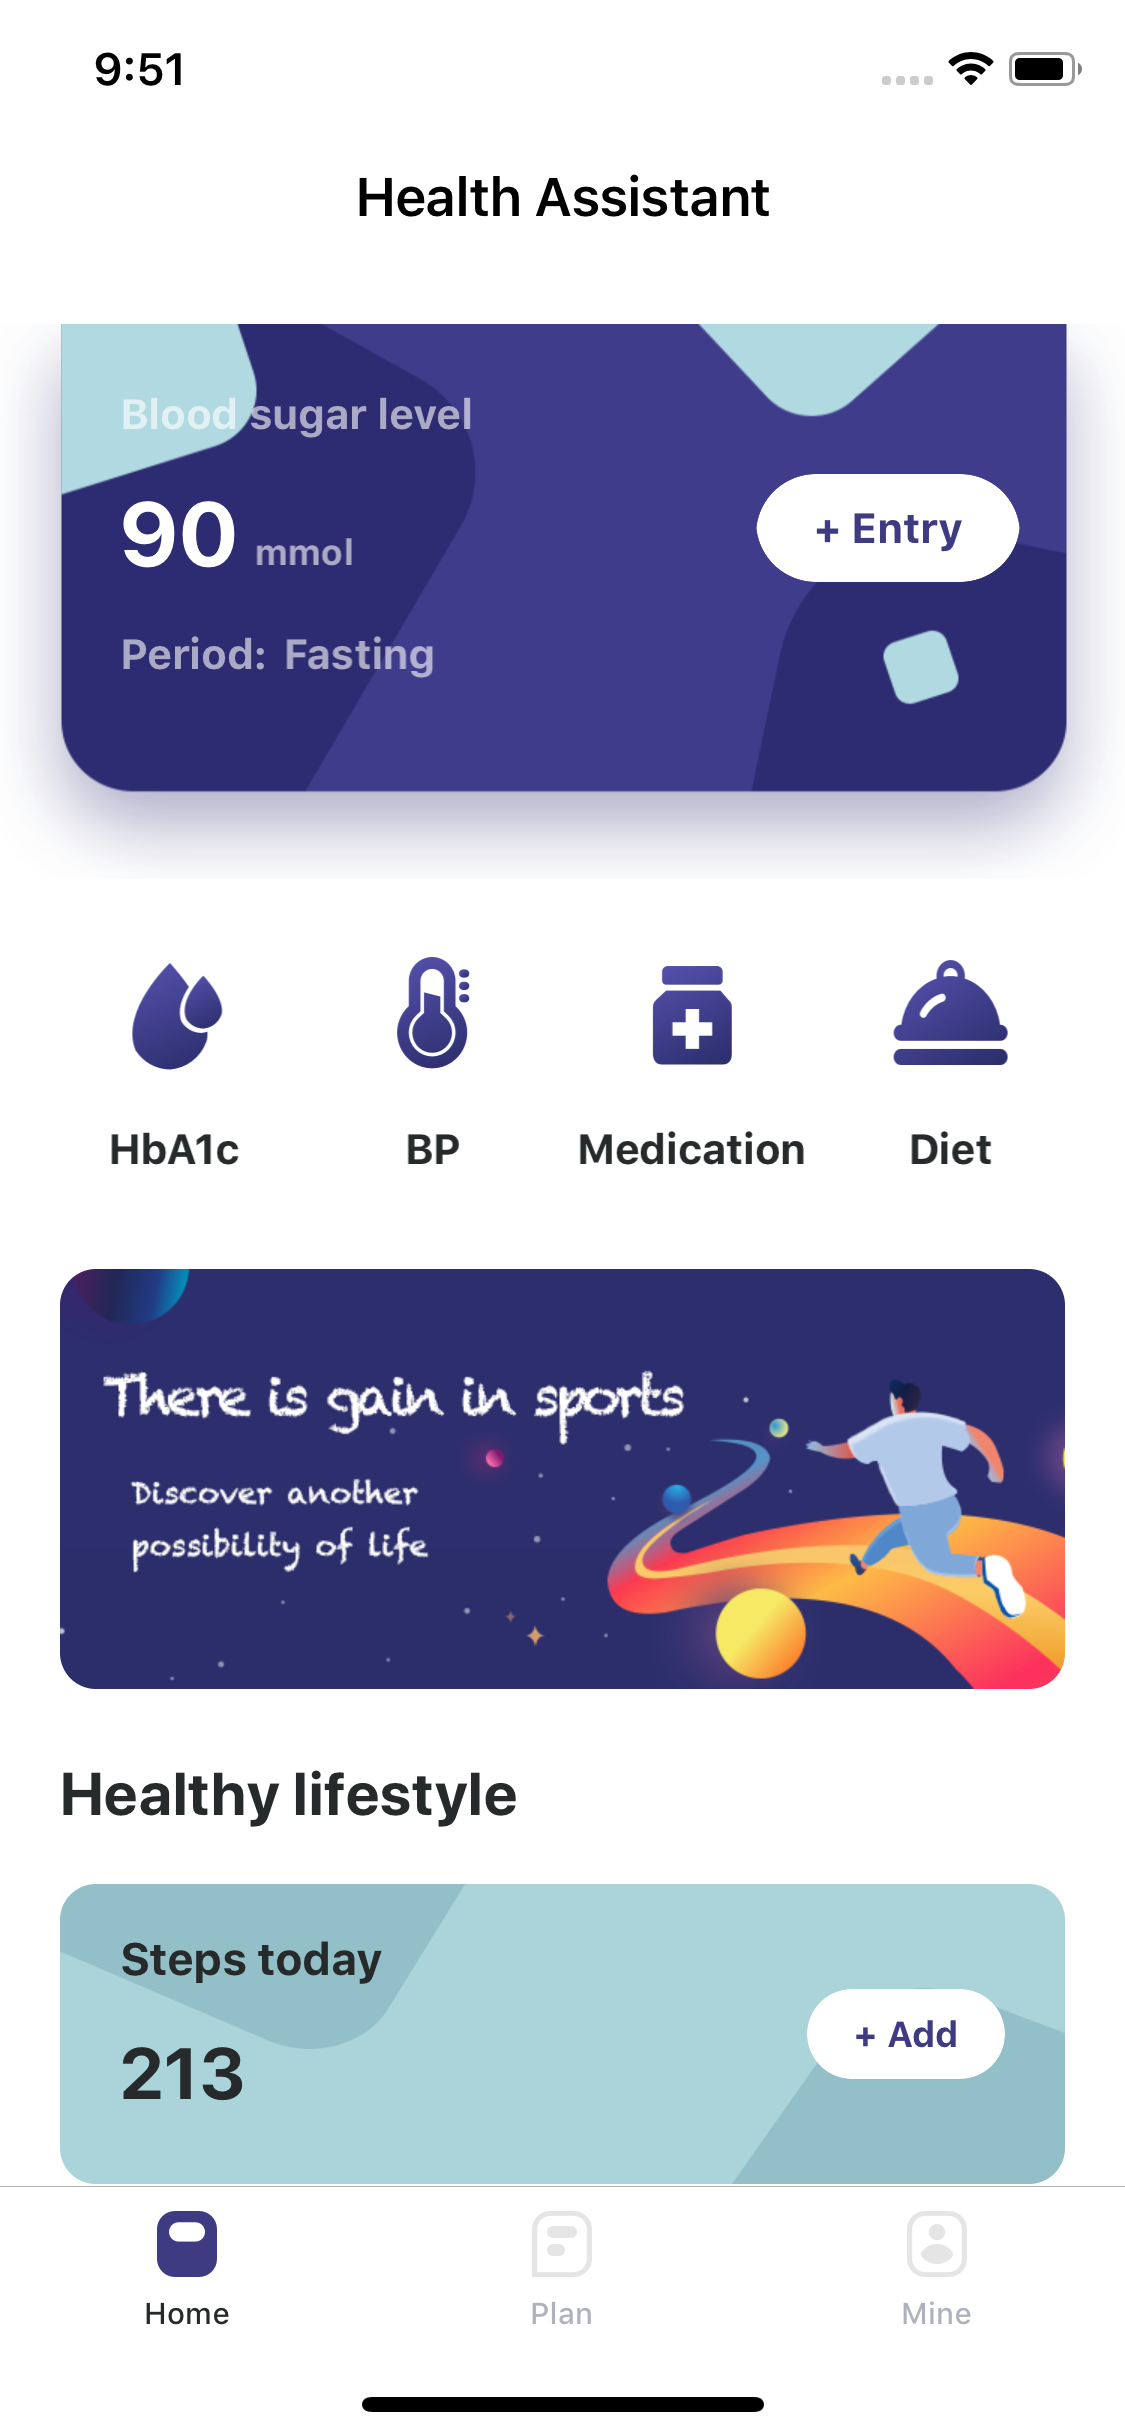 9:51
Health Assistant
Blood sugar level
90 mmol
+ Entry
Period: Fasting
HbA1c BP Medication Diet
There is gain in sports
Discover another
possibility of life
Healthy lifestyle
Steps today
213
+ Add
Home Plan Mine